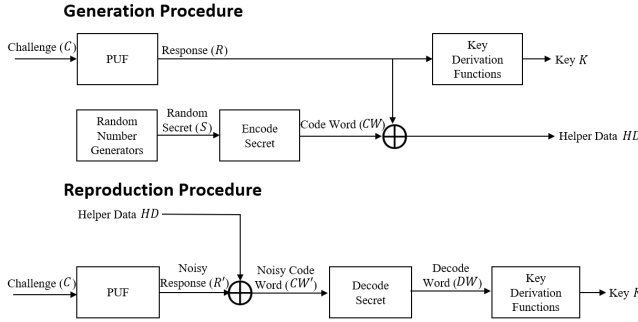 Generation Procedure
Challenge (C)
PUF
Response (R)
Key
Derivation
Functions
Key K
Random
Number
Generators
Random
Secret (S)
Encode
Secret
Code Word (CW)
Helper Data HD
Reproduction Procedure
Helper Data HD
Challenge (C)
PUF
Noisy
Response (R')
Noisy Code
Word (CW')
Decode
Secret
Decode
Word (DW)
Key
Derivation
Functions
Key K